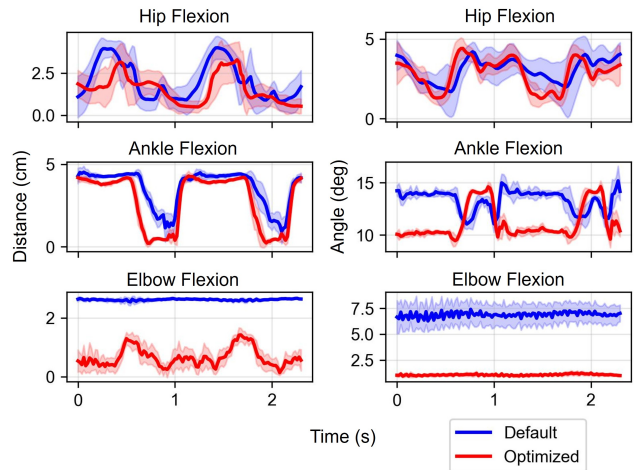 Hip Flexion
2.5
0.0
Ankle Flexion
5
0
Elbow Flexion
2
0
0
1
2
Distance (cm)
Hip Flexion
5
0
Ankle Flexion
15
10
Elbow Flexion
7.5
5.0
2.5
0
1
2
Angle (deg)
Time (s)
Default
Optimized